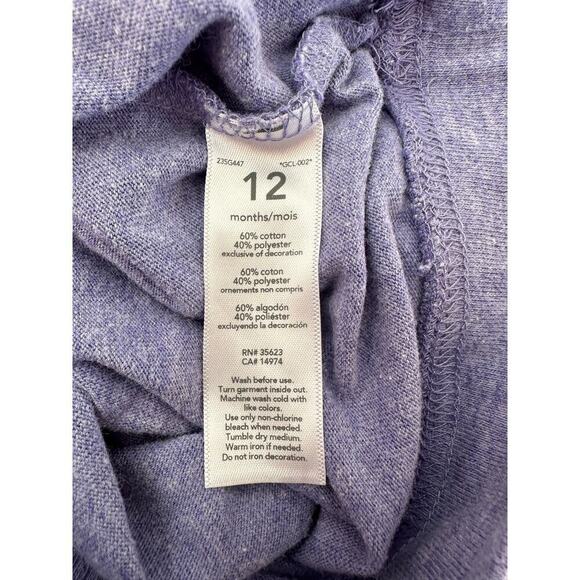 23SG447 *GCL-002*
12
months/mois
60% cotton
40% polyester
exclusive of decoration
60% coton
40% polyester
ornements non compris
60% algodón
40% poliéster
excluyendo la decoración
RN# 35623
CA# 14974
Wash before use.
Turn garment inside out.
Machine wash cold with
like colors.
Use only non-chlorine
bleach when needed.
Tumble dry medium.
Warm iron if needed.
Do not iron decoration.